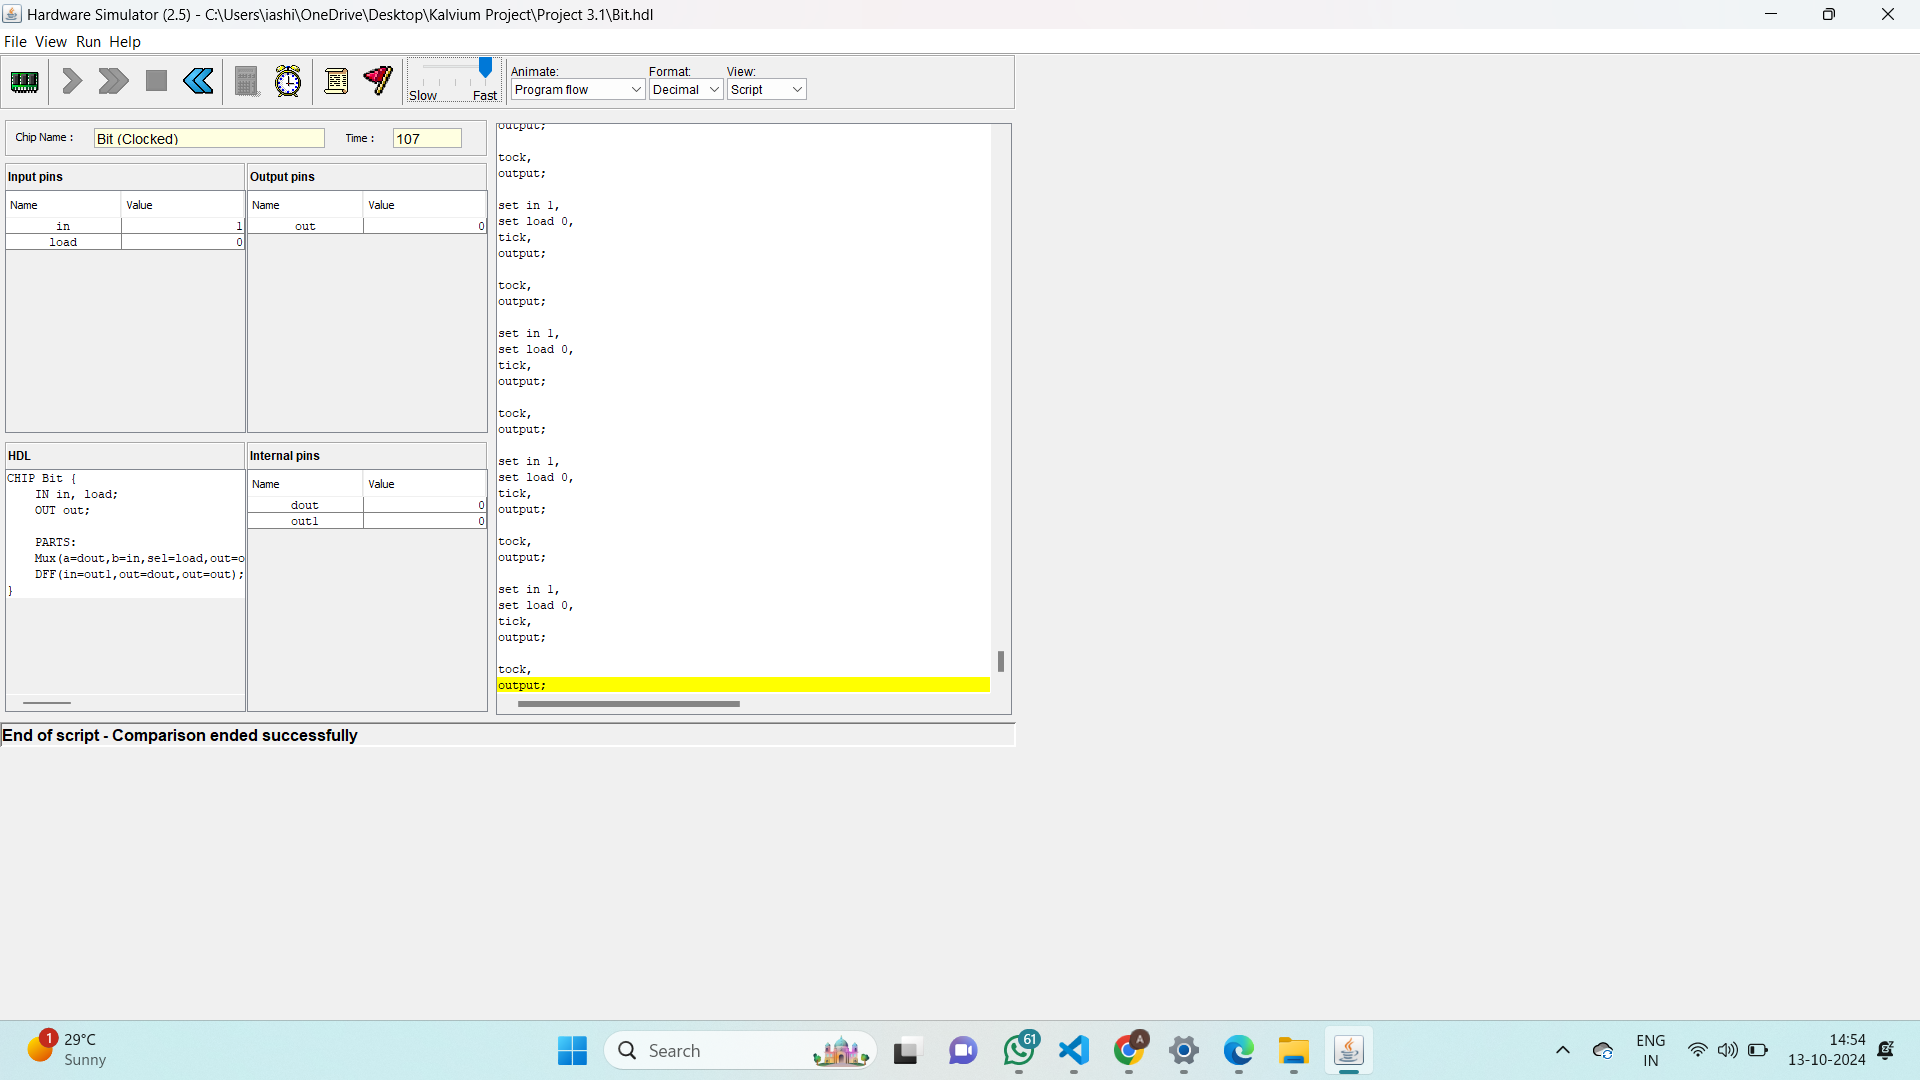 Hardware Simulator (2.5) - C:\Users\iashi\OneDrive\Desktop\Kalvium Project\Project 3.1\Bit.hdl
File View Run Help
Slow Fast
Animate:
Program flow
Format:
Decimal
View:
Script
Chip Name :
Bit (Clocked)
Time :
107
Input pins
Name Value
in 1
load 0
Output pins
Name Value
out 0
HDL
CHIP Bit {
IN in, load;
OUT out;
PARTS:
Mux(a=dout,b=in,sel=load,out=o
DFF(in=out1,out=dout,out=out);
}
Internal pins
Name Value
dout 0
out1 0
output;
tock,
output;
set in 1,
set load 0,
tick,
output;
tock,
output;
set in 1,
set load 0,
tick,
output;
tock,
output;
set in 1,
set load 0,
tick,
output;
tock,
output;
set in 1,
set load 0,
tick,
output;
tock,
output;
End of script - Comparison ended successfully
1
29°C
Sunny
Search
61
A
ENG
IN
14:54
13-10-2024